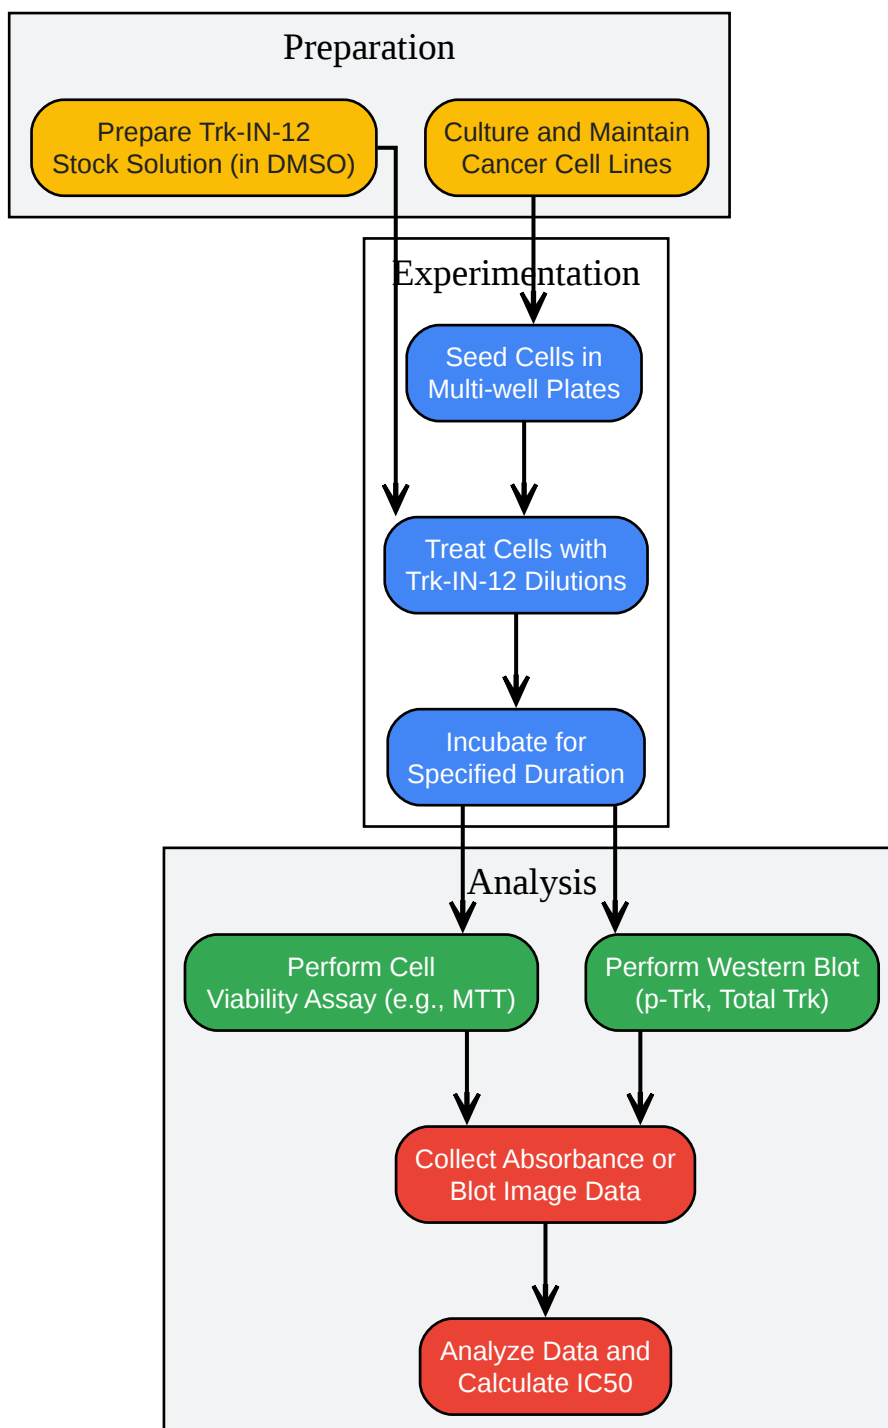 Preparation
Prepare Trk-IN-12
Stock Solution (in DMSO)
Culture and Maintain
Cancer Cell Lines
Experimentation
Seed Cells in
Multi-well Plates
Treat Cells with
Trk-IN-12 Dilutions
Incubate for
Specified Duration
Analysis
Perform Cell
Viability Assay (e.g., MTT)
Perform Western Blot
(p-Trk, Total Trk)
Collect Absorbance or
Blot Image Data
Analyze Data and
Calculate IC50